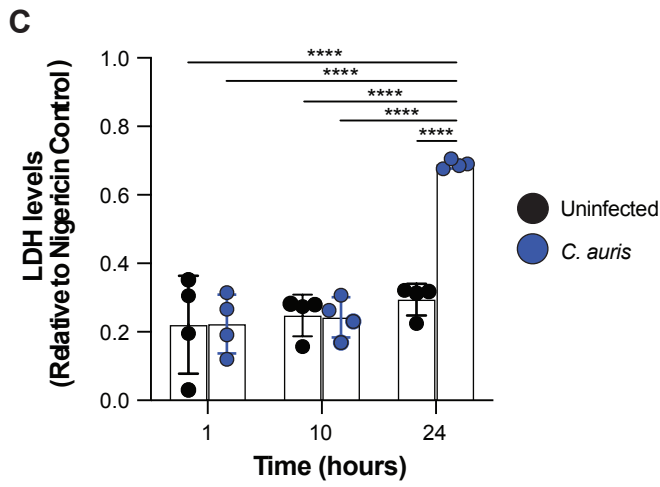 C
****
****
****
****
****
1.0
0.8
0.6
0.4
0.2
0.0
LDH levels
(Relative to Nigericin Control)
1
10
24
Time (hours)
Uninfected
C. auris